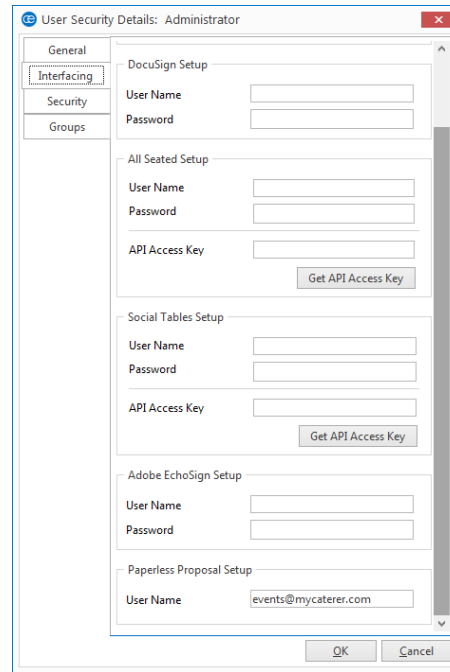 User Security Details: Administrator
General
Interfacing
Security
Groups
DocuSign Setup
User Name
Password
All Seated Setup
User Name
Password
API Access Key
Get API Access Key
Social Tables Setup
User Name
Password
API Access Key
Get API Access Key
Adobe EchoSign Setup
User Name
Password
Paperless Proposal Setup
User Name events@mycaterer.com
OK Cancel